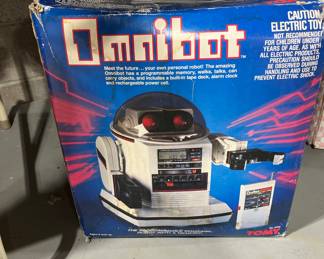 Omnibot
Meet the future... your own personal robot! The amazing
Omnibot has a programmable memory, walks, talks, can
carry objects, and includes a built-in tape deck, alarm clock
and rechargeable power cell.
CAUTION
ELECTRIC TOY
NOT RECOMMENDED
FOR CHILDREN UNDER
YEARS OF AGE. AS WITH
ALL ELECTRIC PRODUCTS,
PRECAUTION SHOULD
BE OBSERVED DURING
HANDLING AND USE TO
PREVENT ELECTRIC SHOCK.
TOMY